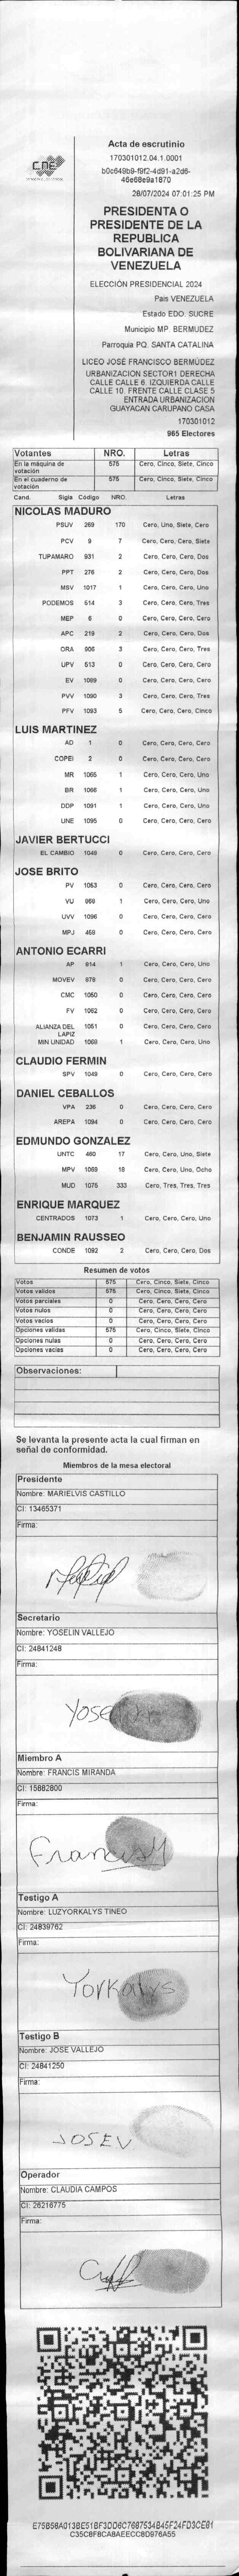 CNE
Acta de escrutinio
170301012.04.1.0001
b0c649b9-f9f2-4d91-a2d6-
46e68e9a1870
28/07/2024 07:01:25 PM
PRESIDENTA O
PRESIDENTE DE LA
REPUBLICA
BOLIVARIANA DE
VENEZUELA
ELECCIÓN PRESIDENCIAL 2024
Pais VENEZUELA
Estado EDO. SUCRE
Municipio MP. BERMUDEZ
Parroquia PQ. SANTA CATALINA
LICEO JOSÉ FRANCISCO BERMÚDEZ
URBANIZACION SECTOR1 DERECHA
CALLE CALLE 6. IZQUIERDA CALLE
CALLE 10. FRENTE CALLE CLASE 5
ENTRADA URBANIZACION
GUAYACAN CARUPANO CASA
170301012
965 Electores
Votantes NRO. Letras
En la máquina de votación 575 Cero, Cinco, Siete, Cinco
En el cuaderno de votación 575 Cero, Cinco, Siete, Cinco
Cand. Sigla Código NRO. Letras
NICOLAS MADURO
PSUV 269 170 Cero, Uno, Siete, Cero
PCV 9 7 Cero, Cero, Cero, Siete
TUPAMARO 931 2 Cero, Cero, Cero, Dos
PPT 276 2 Cero, Cero, Cero, Dos
MSV 1017 1 Cero, Cero, Cero, Uno
PODEMOS 514 3 Cero, Cero, Cero, Tres
MEP 6 0 Cero, Cero, Cero, Cero
APC 219 2 Cero, Cero, Cero, Dos
ORA 906 3 Cero, Cero, Cero, Tres
UPV 513 0 Cero, Cero, Cero, Cero
EV 1089 0 Cero, Cero, Cero, Cero
PVV 1090 3 Cero, Cero, Cero, Tres
PFV 1093 5 Cero, Cero, Cero, Cinco
LUIS MARTINEZ
AD 1 0 Cero, Cero, Cero, Cero
COPEI 2 0 Cero, Cero, Cero, Cero
MR 1065 1 Cero, Cero, Cero, Uno
BR 1066 1 Cero, Cero, Cero, Uno
DDP 1091 1 Cero, Cero, Cero, Uno
UNE 1095 0 Cero, Cero, Cero, Cero
JAVIER BERTUCCI
EL CAMBIO 1049 0 Cero, Cero, Cero, Cero
JOSE BRITO
PV 1053 0 Cero, Cero, Cero, Cero
VU 989 1 Cero, Cero, Cero, Uno
UVV 1096 0 Cero, Cero, Cero, Cero
MPJ 459 0 Cero, Cero, Cero, Cero
ANTONIO ECARRI
AP 914 1 Cero, Cero, Cero, Uno
MOVEV 878 0 Cero, Cero, Cero, Cero
CMC 1050 0 Cero, Cero, Cero, Cero
FV 1062 0 Cero, Cero, Cero, Cero
ALIANZA DEL LAPIZ 1051 0 Cero, Cero, Cero, Cero
MIN UNIDAD 1068 1 Cero, Cero, Cero, Uno
CLAUDIO FERMIN
SPV 1048 0 Cero, Cero, Cero, Cero
DANIEL CEBALLOS
VPA 236 0 Cero, Cero, Cero, Cero
AREPA 1094 0 Cero, Cero, Cero, Cero
EDMUNDO GONZALEZ
UNTC 460 17 Cero, Cero, Uno, Siete
MPV 1069 18 Cero, Cero, Uno, Ocho
MUD 1075 333 Cero, Tres, Tres, Tres
ENRIQUE MARQUEZ
CENTRADOS 1073 1 Cero, Cero, Cero, Uno
BENJAMIN RAUSSEO
CONDE 1092 2 Cero, Cero, Cero, Dos
Resumen de votos
Votos 575 Cero, Cinco, Siete, Cinco
Votos validos 575 Cero, Cinco, Siete, Cinco
Votos parciales 0 Cero, Cero, Cero, Cero
Votos nulos 0 Cero, Cero, Cero, Cero
Votos vacios 0 Cero, Cero, Cero, Cero
Opciones validas 575 Cero, Cinco, Siete, Cinco
Opciones nulas 0 Cero, Cero, Cero, Cero
Opciones vacias 0 Cero, Cero, Cero, Cero
Observaciones:
Se levanta la presente acta la cual firman en
señal de conformidad.
Miembros de la mesa electoral
Presidente
Nombre: MARIELVIS CASTILLO
CI: 13465371
Firma:
Secretario
Nombre: YOSELIN VALLEJO
CI: 24841248
Firma:
Miembro A
Nombre: FRANCIS MIRANDA
CI: 15882800
Firma:
Francis M
Testigo A
Nombre: LUZYORKALYS TINEO
CI: 24839762
Firma:
Yorkalys
Testigo B
Nombre: JOSE VALLEJO
CI: 24841250
Firma:
JOSE V
Operador
Nombre: CLAUDIA CAMPOS
CI: 26216775
Firma:
E75B58A013BE51BF3DD6C7687534B45F24FD3CE01
C35C8F8CA8AEECC8D976A55